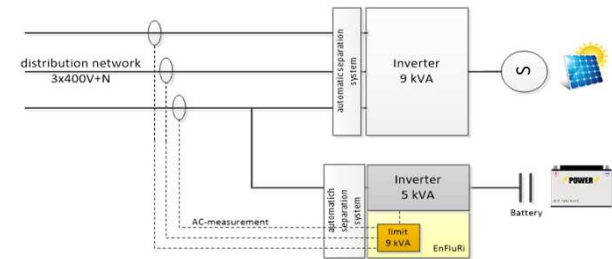 distribution network
3x400V+N
automatic separation
system
Inverter
9 kVA
S
automatich
separation
system
Inverter
5 kVA
POWER
Battery
AC-measurement
limit
9 kVA
EnFluRi